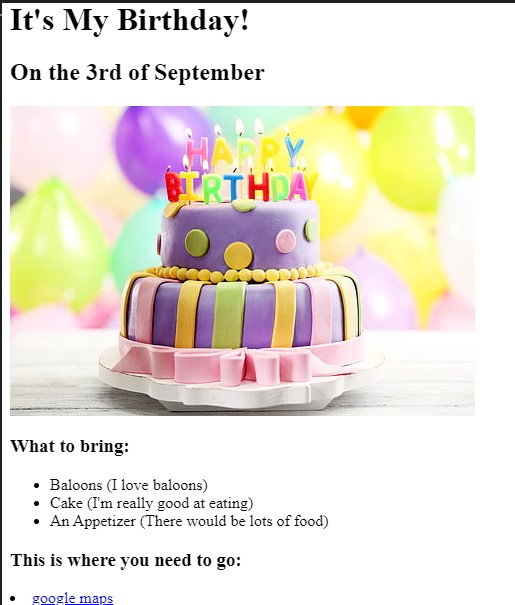 It's My Birthday!
On the 3rd of September
HAPPY
BIRTHDAY
What to bring:
Baloons (I love baloons)
Cake (I'm really good at eating)
An Appetizer (There would be lots of food)
This is where you need to go:
google maps